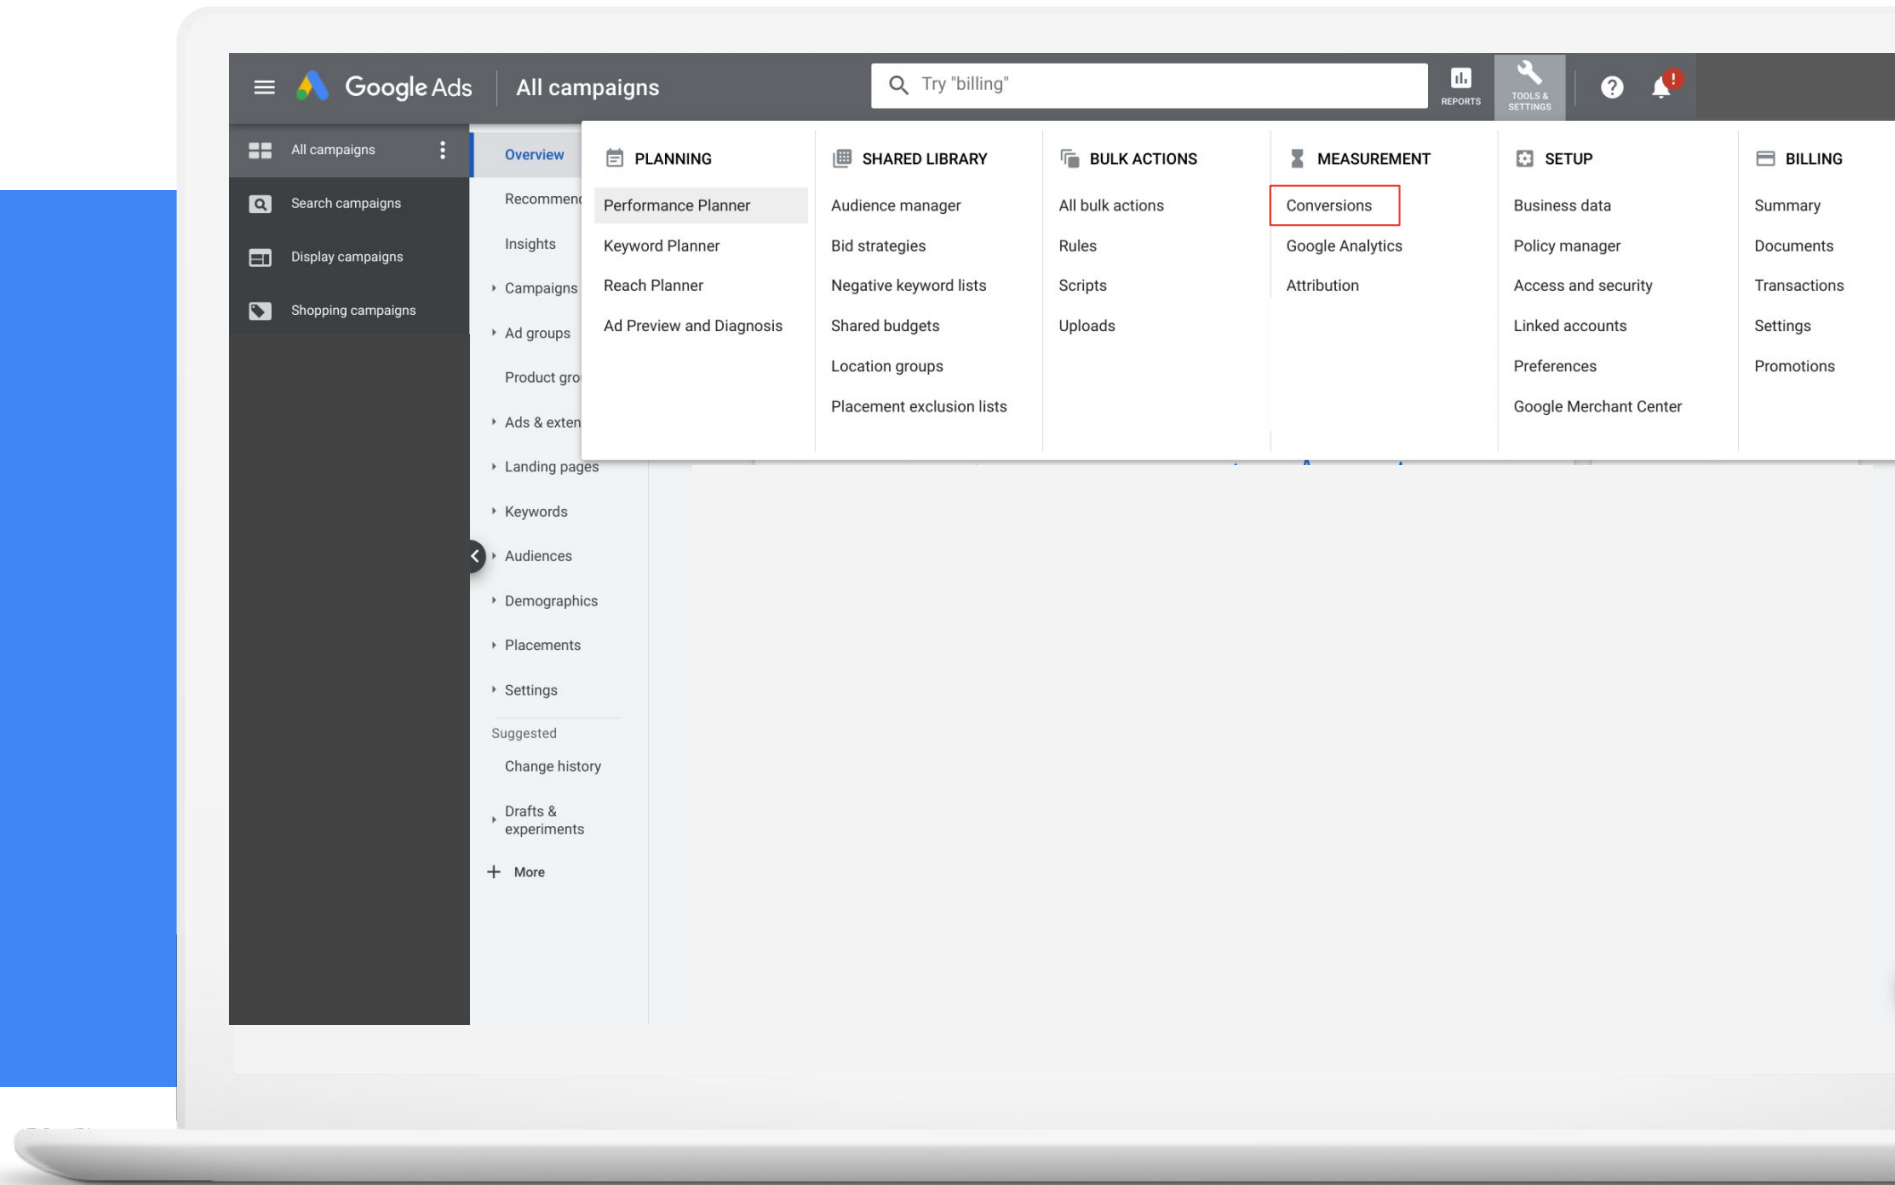 Google Ads
All campaigns
Try "billing"
REPORTS
TOOLS &
SETTINGS
!
All campaigns
Search campaigns
Display campaigns
Shopping campaigns
Overview
Recommend
Insights
Campaigns
Ad groups
Product gro
Ads & exten
Landing pages
Keywords
Audiences
Demographics
Placements
Settings
Suggested
Change history
Drafts &
experiments
More
PLANNING
Performance Planner
Keyword Planner
Reach Planner
Ad Preview and Diagnosis
SHARED LIBRARY
Audience manager
Bid strategies
Negative keyword lists
Shared budgets
Location groups
Placement exclusion lists
BULK ACTIONS
All bulk actions
Rules
Scripts
Uploads
MEASUREMENT
Conversions
Google Analytics
Attribution
SETUP
Business data
Policy manager
Access and security
Linked accounts
Preferences
Google Merchant Center
BILLING
Summary
Documents
Transactions
Settings
Promotions